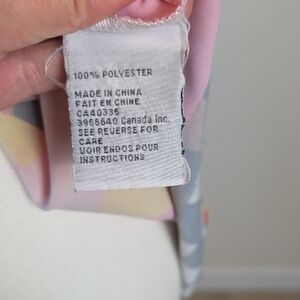 100% POLYESTER
MADE IN CHINA
FAIT EN CHINE
CA40335
3965640 Canada Inc.
SEE REVERSE FOR
CARE
VOIR ENDOS POUR
INSTRUCTIONS